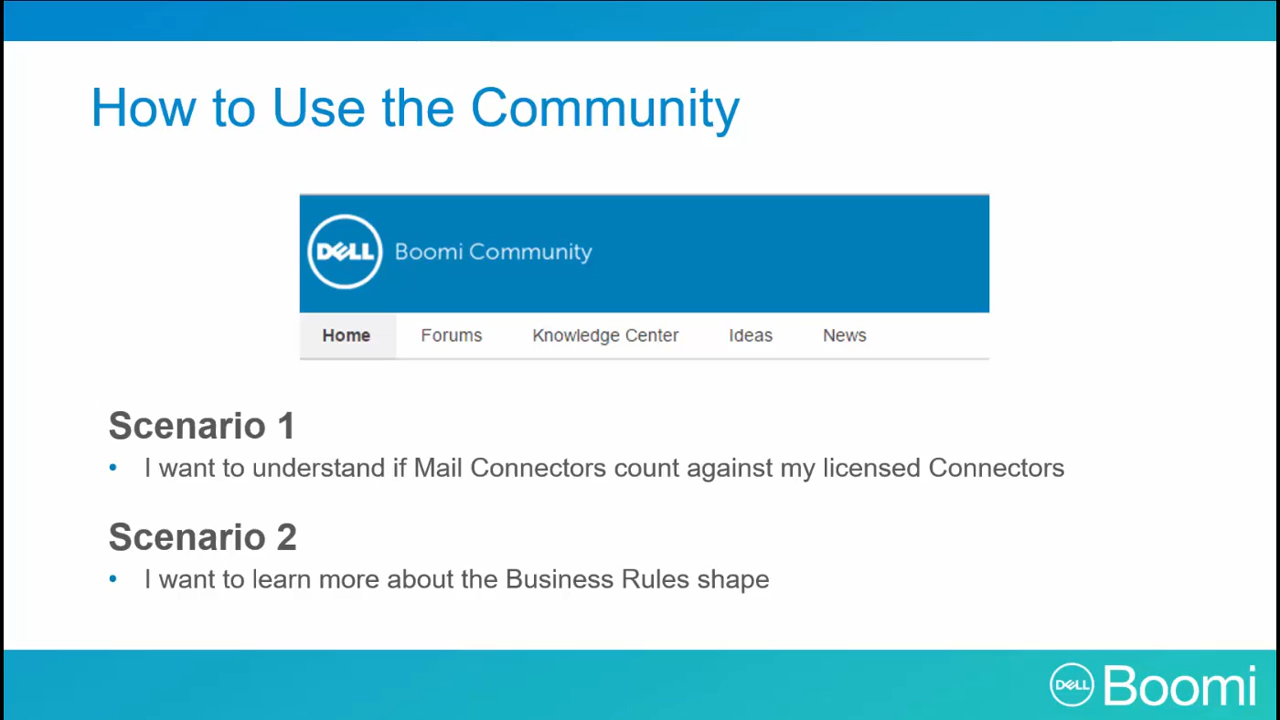 How to Use the Community
DELL Boomi Community
Home Forums Knowledge Center Ideas News
Scenario 1
• I want to understand if Mail Connectors count against my licensed Connectors
Scenario 2
• I want to learn more about the Business Rules shape
DELL Boomi